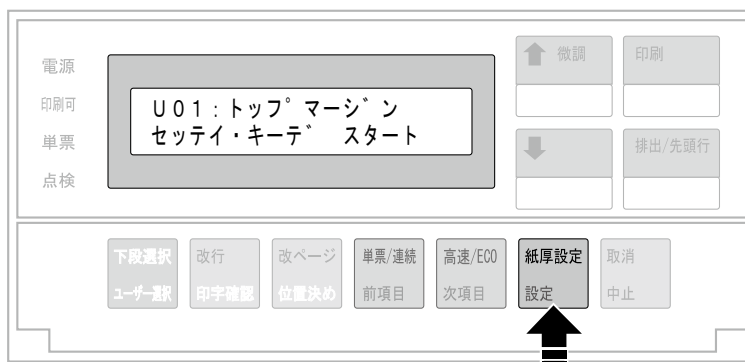 電源
印刷可
単票
点検
U01:トップマージン
セッテイ・キーデ スタート
微調
印刷
排出/先頭行
下段選択
ユーザー選択
改行
印字確認
改ページ
位置決め
単票/連続
前項目
高速/ECO
次項目
紙厚設定
設定
取消
中止